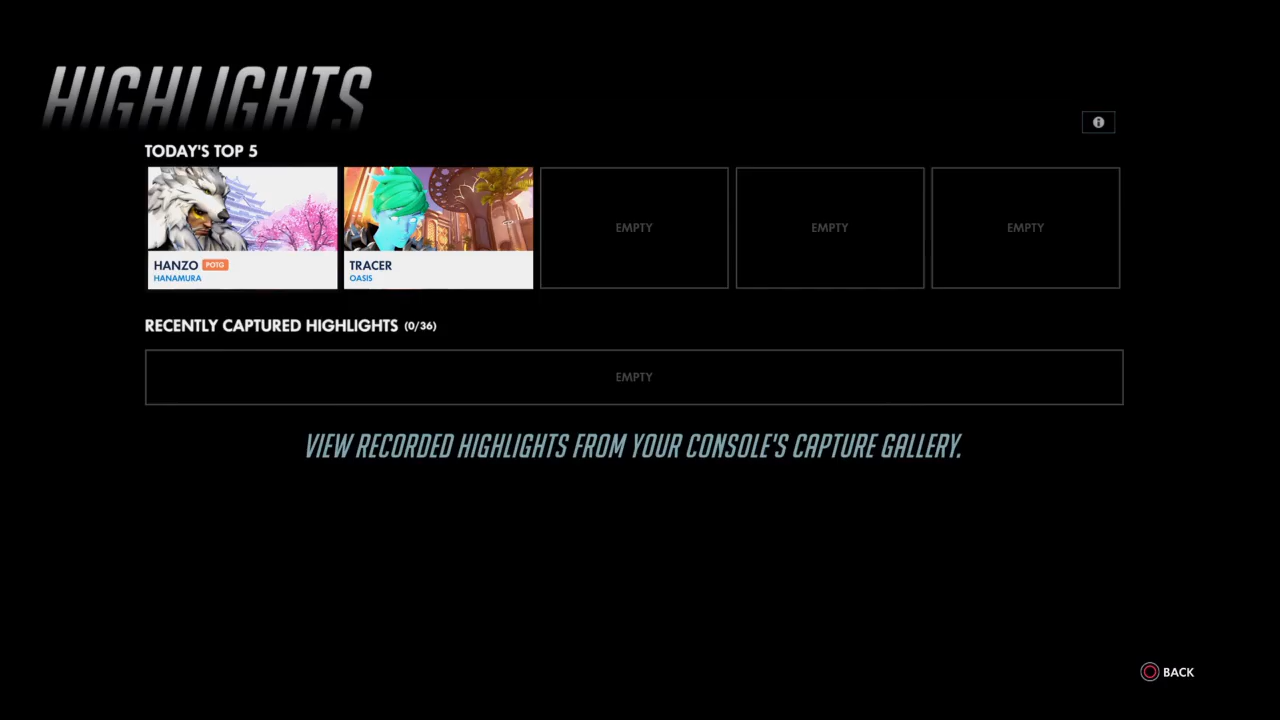 HIGHLIGHTS
TODAY'S TOP 5
HANZO POTG
HANAMURA
TRACER
OASIS
EMPTY
EMPTY
EMPTY
RECENTLY CAPTURED HIGHLIGHTS (0/36)
EMPTY
VIEW RECORDED HIGHLIGHTS FROM YOUR CONSOLE'S CAPTURE GALLERY.
BACK